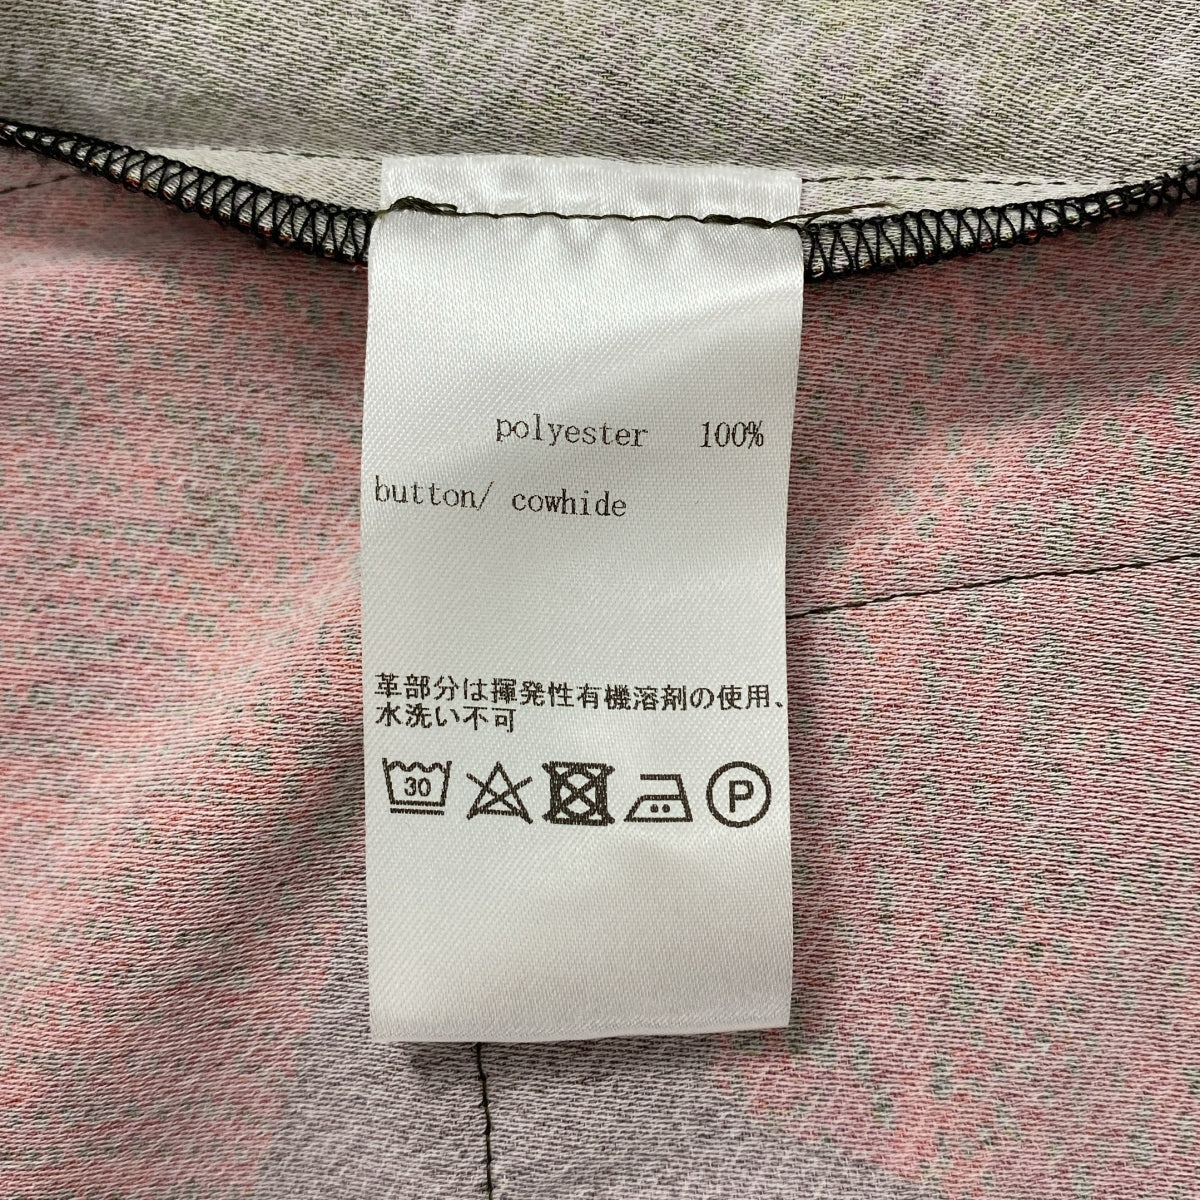 polyester 100%
button/ cowhide
革部分は揮発性有機溶剤の使用、
水洗い不可
30
P